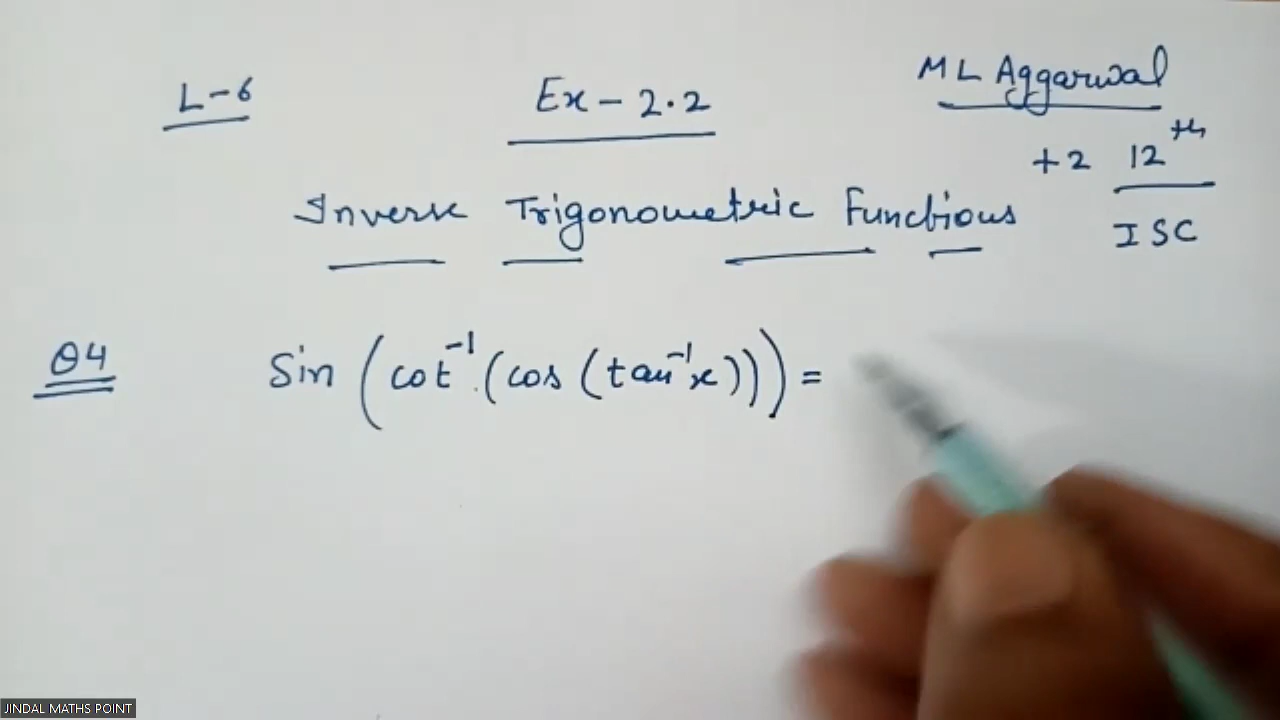 L-6
Ex - 2.2
ML Aggarwal
+2 12th
ISC
Inverse Trigonometric Functions
Q4 Sin (cot⁻¹(cos(tan⁻¹x))) =
JINDAL MATHS POINT